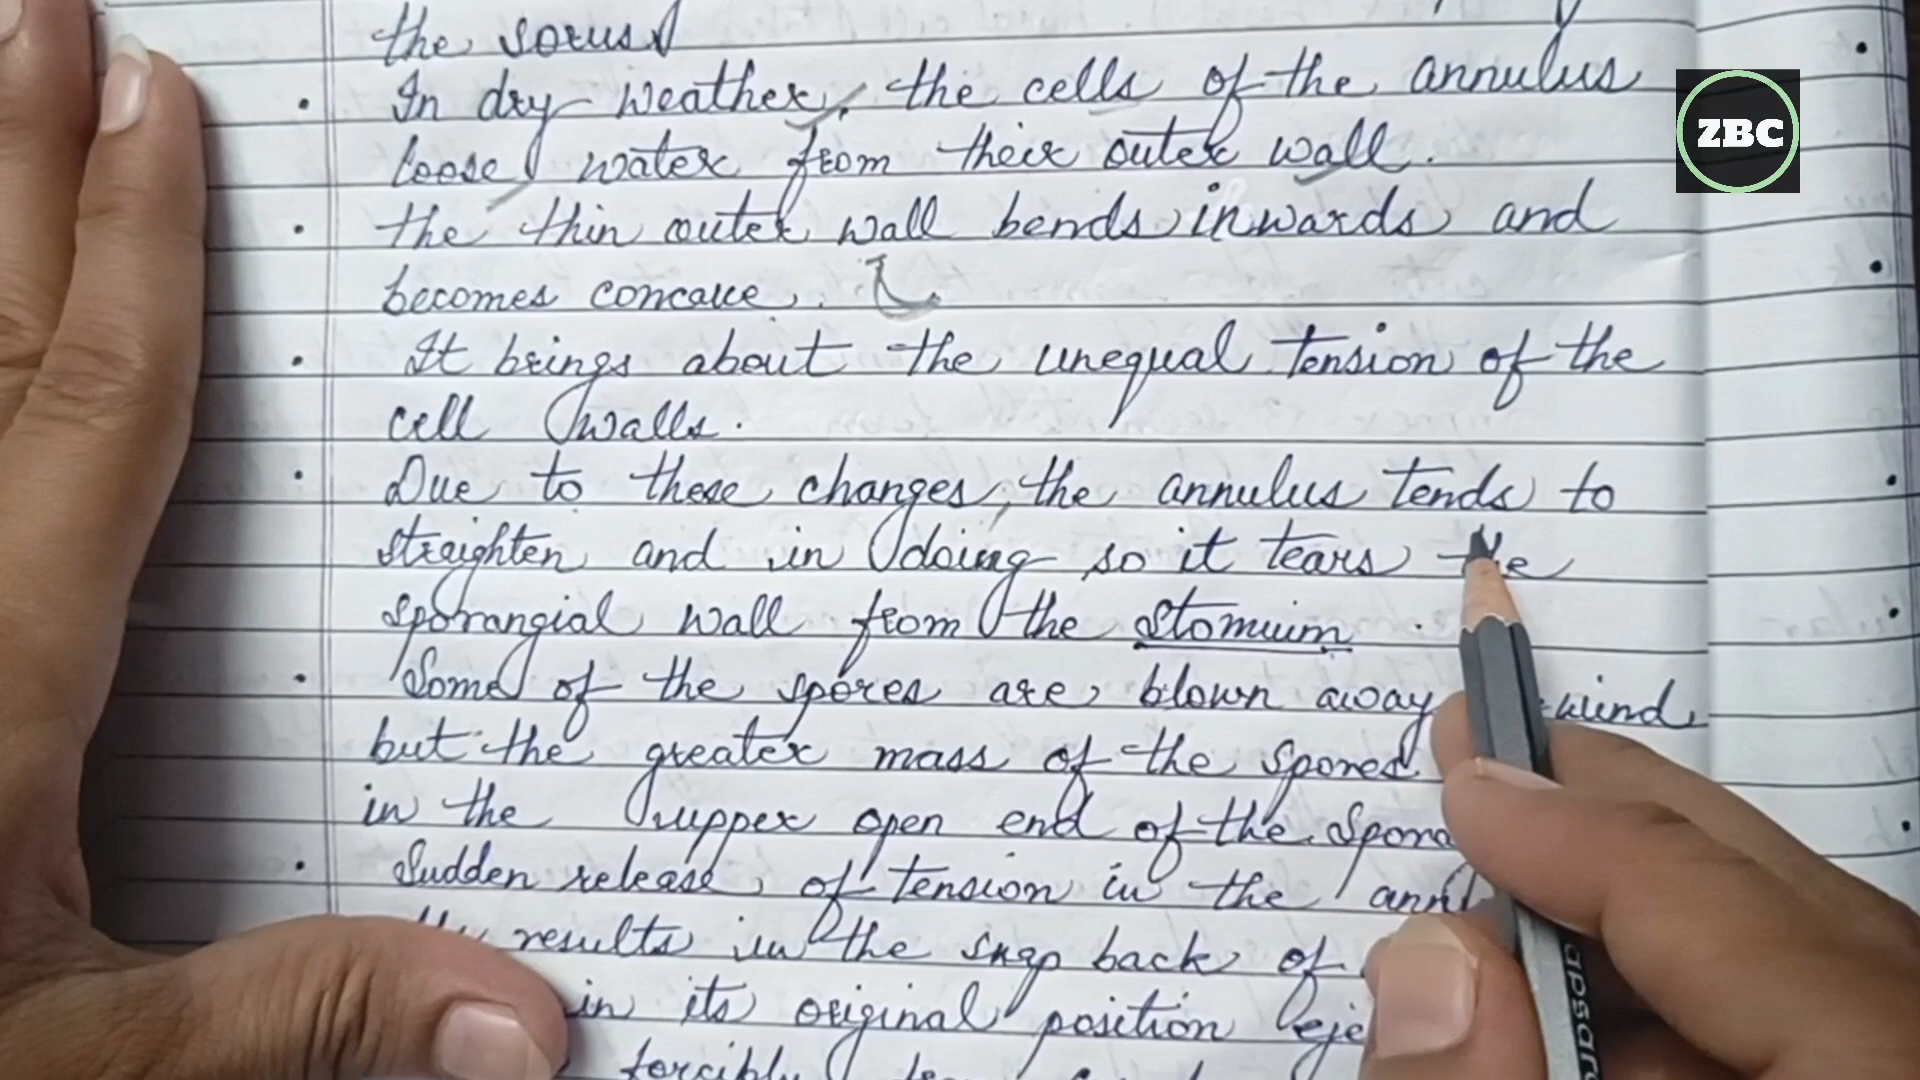 the sorus
In dry weather, the cells of the annulus
loose water from their outer wall.
the thin outer wall bends inwards and
becomes concave.
It brings about the unequal tension of the
cell walls.
Due to these changes, the annulus tends to
straighten and in doing so it tears the
sporangial wall from the stomium.
Some of the spores are blown away wind
but the greater mass of the spores
in the upper open end of the
Sudden release of tension in the
results in the snap back of
in its original position
forcibly
ZBC
apsara